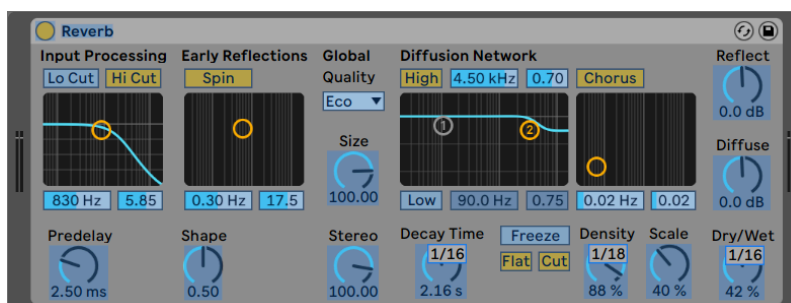 Reverb
Input Processing Early Reflections Global Diffusion Network Reflect
Lo Cut Hi Cut Spin Quality High 4.50 kHz 0.70 Chorus
Eco
0.0 dB
1 2
Size Diffuse
830 Hz 5.85 0.30 Hz 17.5 100.00 Low 90.0 Hz 0.75 0.02 Hz 0.02 0.0 dB
Predelay Shape Stereo Decay Time Freeze Density Scale Dry/Wet
1/16 Flat Cut 1/18 1/16
2.50 ms 0.50 100.00 2.16 s 88 % 40 % 42 %